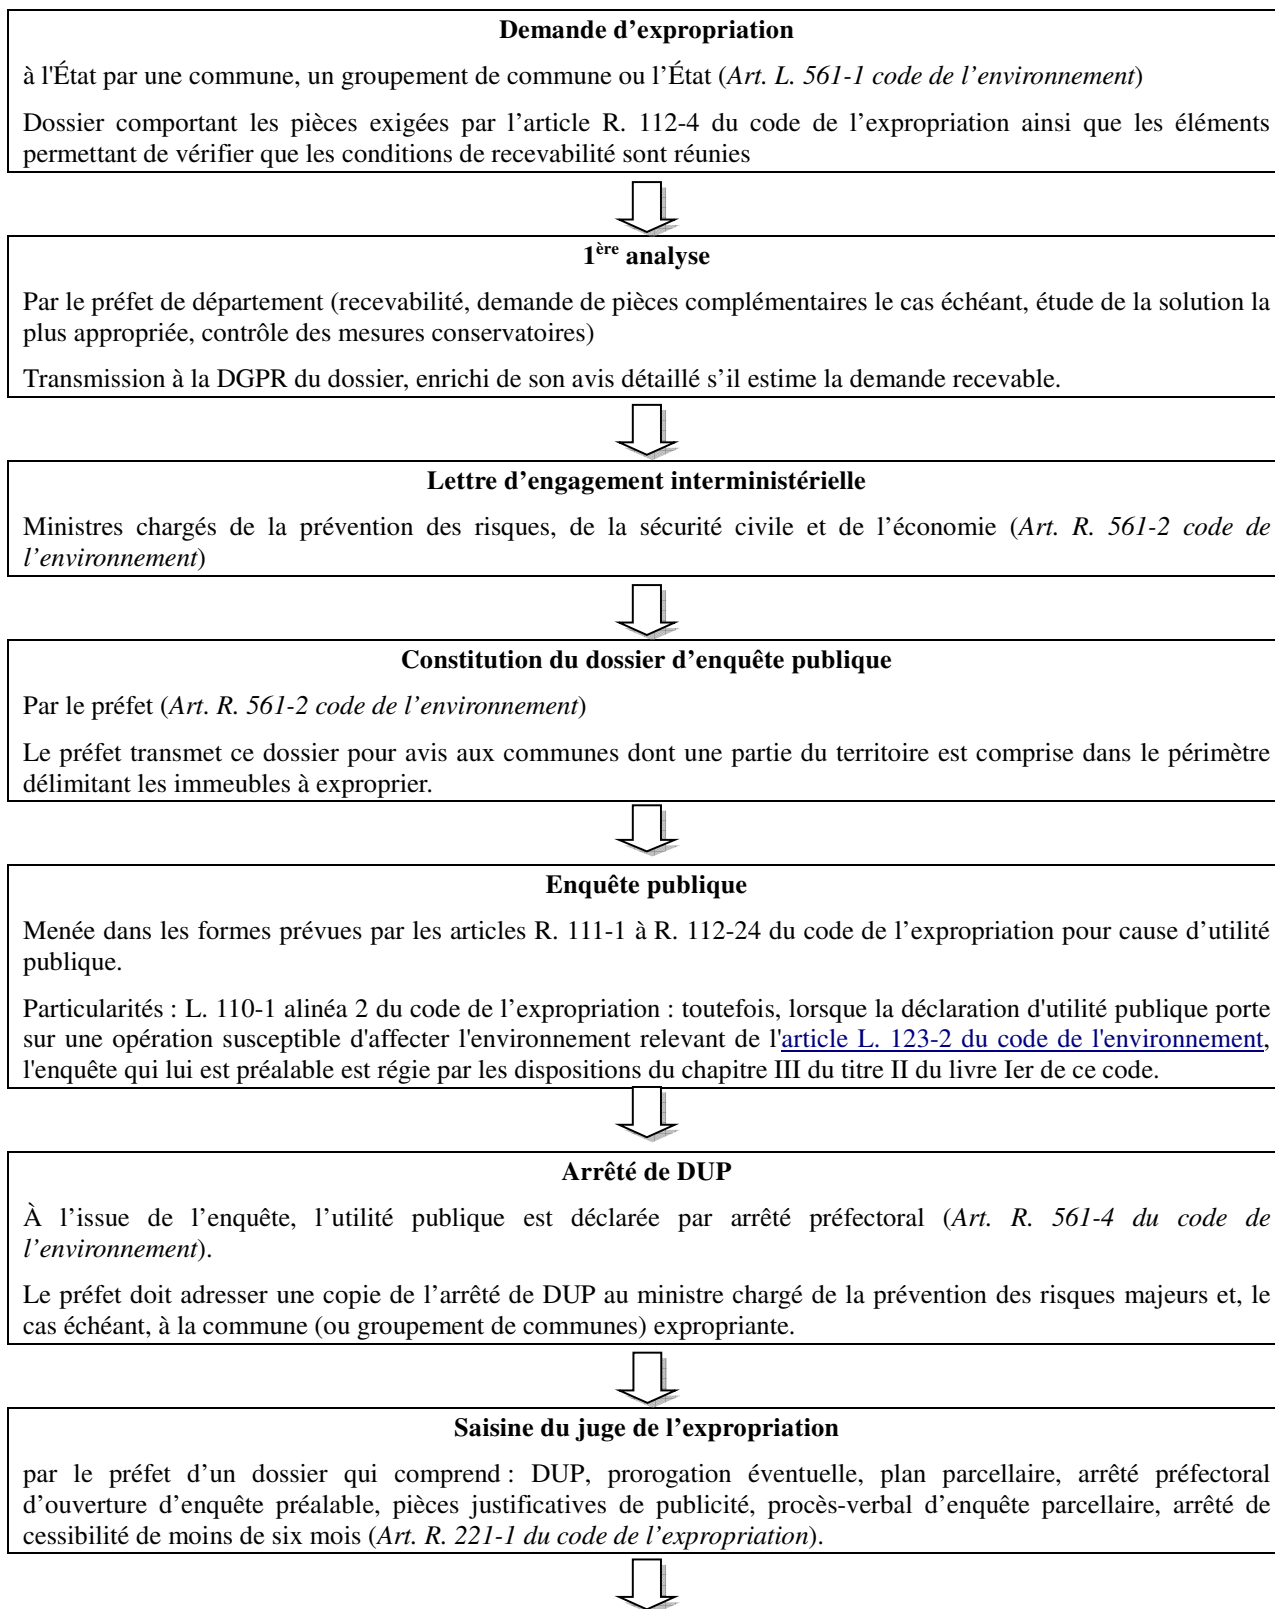 Demande d’expropriation
à l'État par une commune, un groupement de commune ou l’État (Art. L. 561-1 code de l’environnement)
Dossier comportant les pièces exigées par l’article R. 112-4 du code de l’expropriation ainsi que les éléments
permettant de vérifier que les conditions de recevabilité sont réunies
1ère analyse
Par le préfet de département (recevabilité, demande de pièces complémentaires le cas échéant, étude de la solution la
plus appropriée, contrôle des mesures conservatoires)
Transmission à la DGPR du dossier, enrichi de son avis détaillé s’il estime la demande recevable.
Lettre d’engagement interministérielle
Ministres chargés de la prévention des risques, de la sécurité civile et de l’économie (Art. R. 561-2 code de
l’environnement)
Constitution du dossier d’enquête publique
Par le préfet (Art. R. 561-2 code de l’environnement)
Le préfet transmet ce dossier pour avis aux communes dont une partie du territoire est comprise dans le périmètre
délimitant les immeubles à exproprier.
Enquête publique
Menée dans les formes prévues par les articles R. 111-1 à R. 112-24 du code de l’expropriation pour cause d’utilité
publique.
Particularités : L. 110-1 alinéa 2 du code de l’expropriation : toutefois, lorsque la déclaration d'utilité publique porte
sur une opération susceptible d'affecter l'environnement relevant de l'article L. 123-2 du code de l'environnement,
l'enquête qui lui est préalable est régie par les dispositions du chapitre III du titre II du livre Ier de ce code.
Arrêté de DUP
À l’issue de l’enquête, l’utilité publique est déclarée par arrêté préfectoral (Art. R. 561-4 du code de
l’environnement).
Le préfet doit adresser une copie de l’arrêté de DUP au ministre chargé de la prévention des risques majeurs et, le
cas échéant, à la commune (ou groupement de communes) expropriante.
Saisine du juge de l’expropriation
par le préfet d’un dossier qui comprend : DUP, prorogation éventuelle, plan parcellaire, arrêté préfectoral
d’ouverture d’enquête préalable, pièces justificatives de publicité, procès-verbal d’enquête parcellaire, arrêté de
cessibilité de moins de six mois (Art. R. 221-1 du code de l’expropriation).